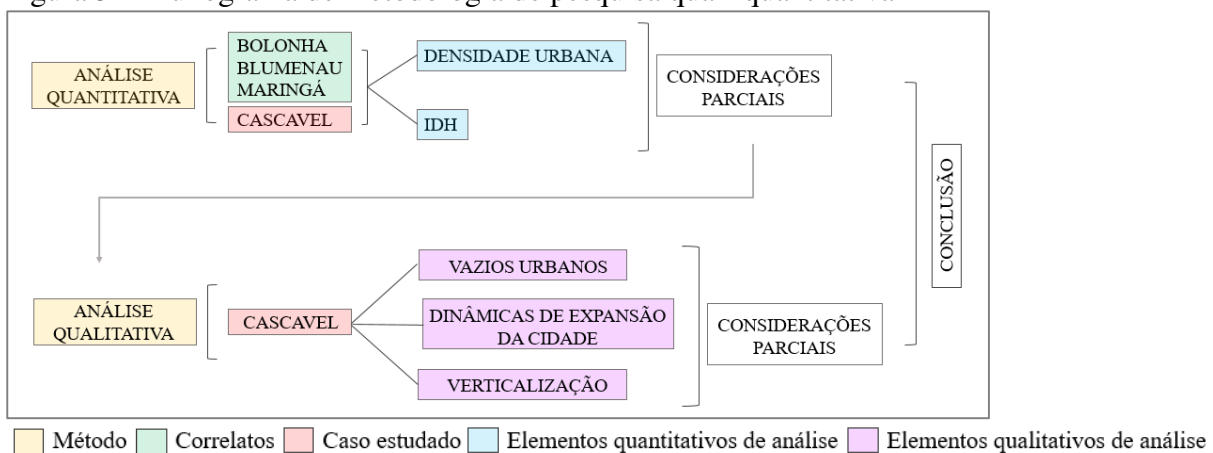 BOLONHA
BLUMENAU
MARINGÁ
CASCAVEL
ANÁLISE
QUANTITATIVA
DENSIDADE URBANA
IDH
CONSIDERAÇÕES
PARCIAIS
CONCLUSÃO
ANÁLISE
QUALITATIVA
CASCAVEL
VAZIOS URBANOS
DINÂMICAS DE EXPANSÃO
DA CIDADE
VERTICALIZAÇÃO
CONSIDERAÇÕES
PARCIAIS
Método Correlatos Caso estudado Elementos quantitativos de análise Elementos qualitativos de análise